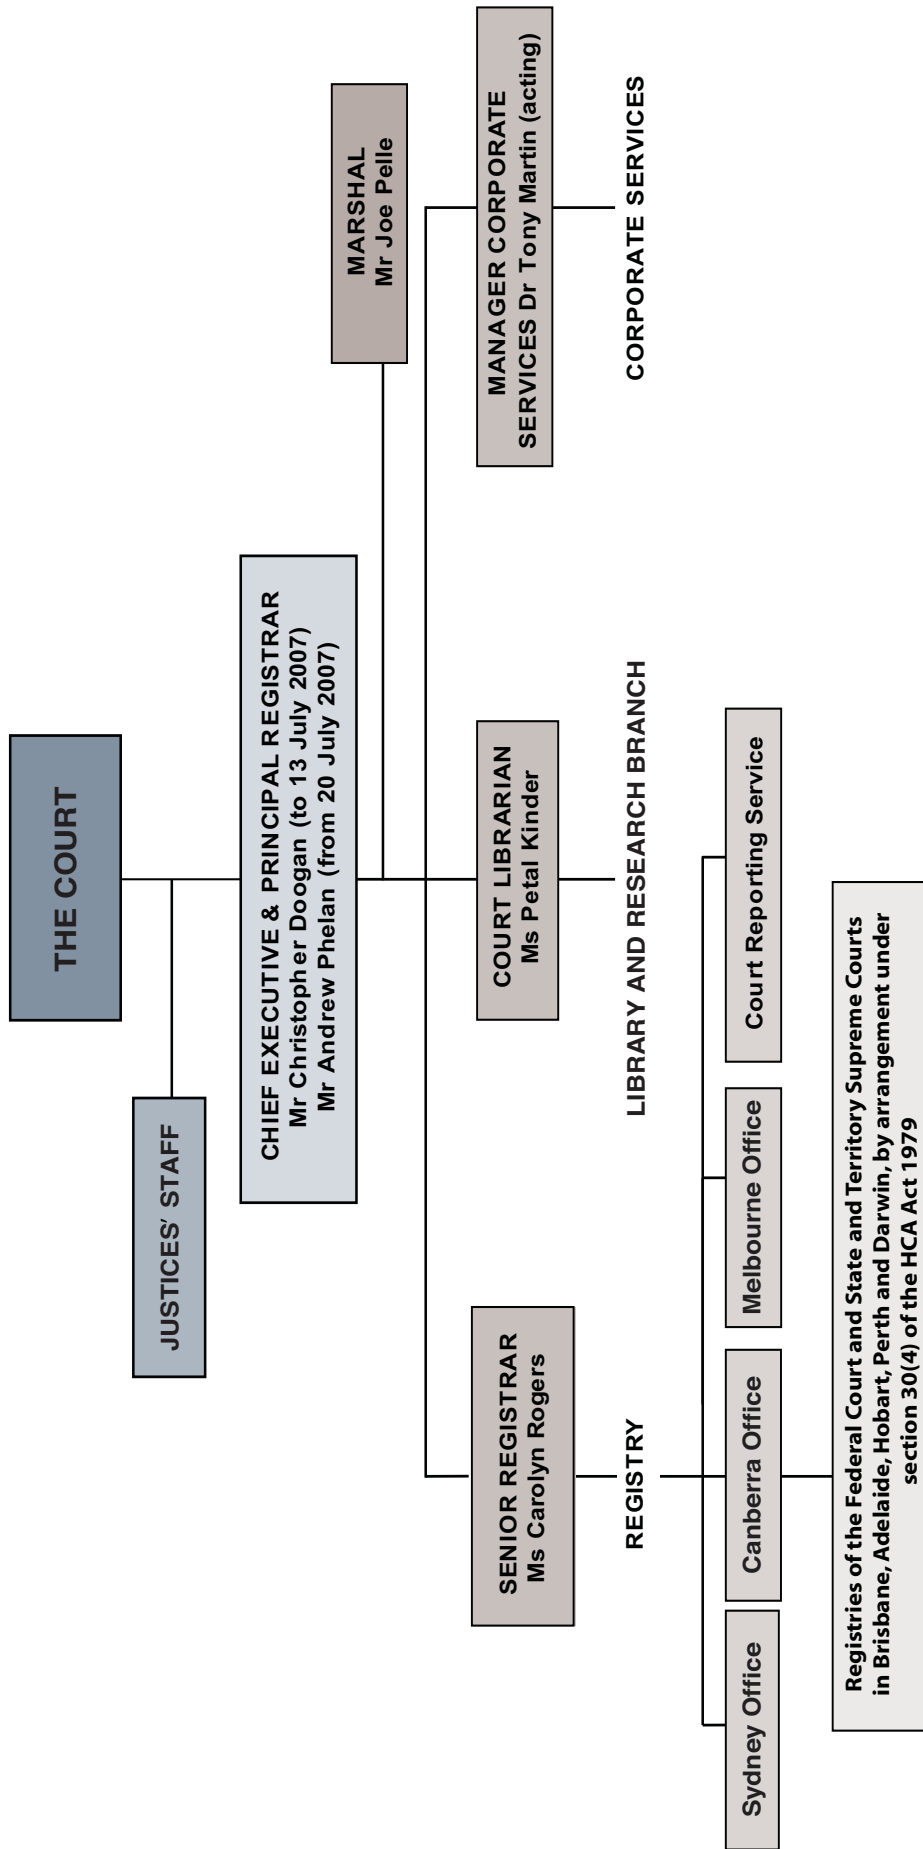 THE COURT
JUSTICES’ STAFF
CHIEF EXECUTIVE & PRINCIPAL REGISTRAR
Mr Christopher Doogan (to 13 July 2007)
Mr Andrew Phelan (from 20 July 2007)
MARSHAL
Mr Joe Pelle
SENIOR REGISTRAR
Ms Carolyn Rogers
COURT LIBRARIAN
Ms Petal Kinder
MANAGER CORPORATE
SERVICES Dr Tony Martin (acting)
REGISTRY
LIBRARY AND RESEARCH BRANCH
CORPORATE SERVICES
Sydney Office
Canberra Office
Melbourne Office
Court Reporting Service
Registries of the Federal Court and State and Territory Supreme Courts
in Brisbane, Adelaide, Hobart, Perth and Darwin, by arrangement under
section 30(4) of the HCA Act 1979